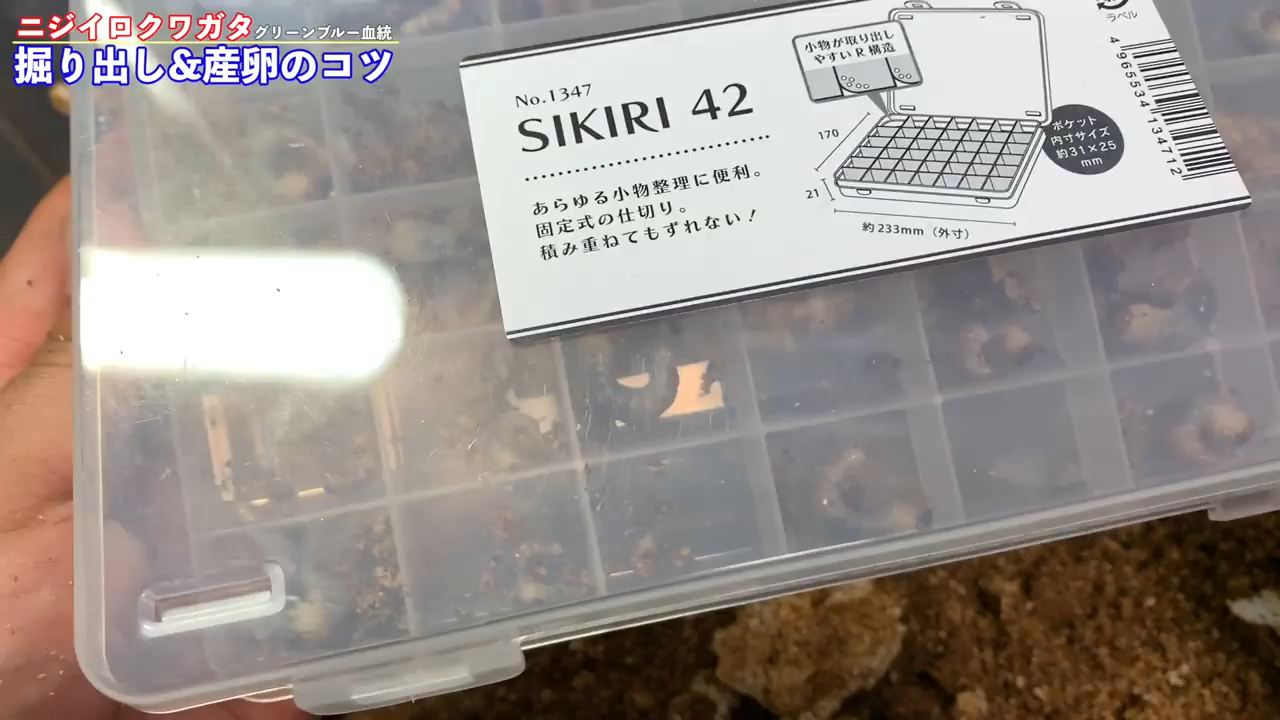 ニジイロクワガタグリーンブルー血統
掘り出し&産卵のコツ
No.1347
SIKIRI 42
あらゆる小物整理に便利。
固定式の仕切り。
積み重ねてもずれない！
小物が取り出し
やすいR構造
170
21
約233mm（外寸）
ポケット
内寸サイズ
約31×25
mm
ラベル
4 965534 134712